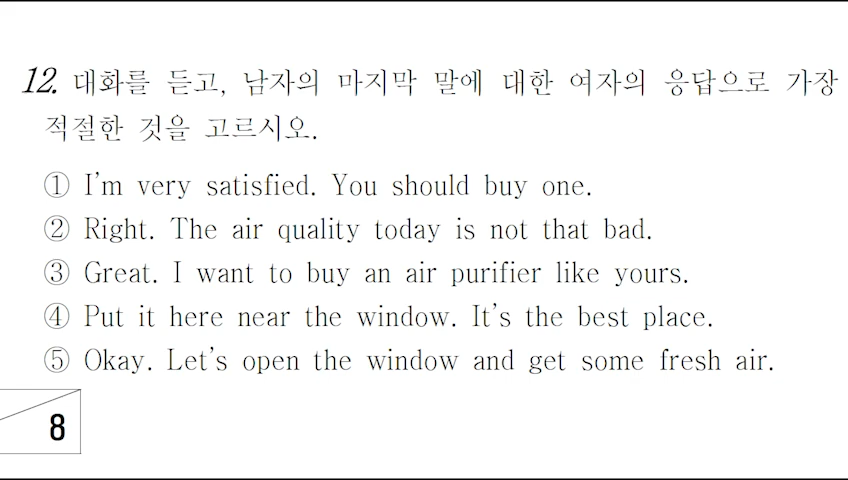 12. 대화를 듣고, 남자의 마지막 말에 대한 여자의 응답으로 가장
적절한 것을 고르시오.
① I'm very satisfied. You should buy one.
② Right. The air quality today is not that bad.
③ Great. I want to buy an air purifier like yours.
④ Put it here near the window. It's the best place.
⑤ Okay. Let's open the window and get some fresh air.
8